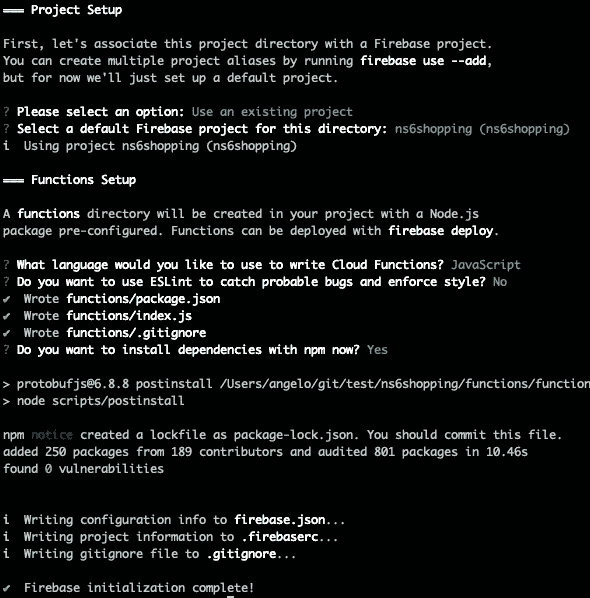 === Project Setup
First, let's associate this project directory with a Firebase project.
You can create multiple project aliases by running firebase use --add,
but for now we'll just set up a default project.
? Please select an option: Use an existing project
? Select a default Firebase project for this directory: ns6shopping (ns6shopping)
i  Using project ns6shopping (ns6shopping)
=== Functions Setup
A functions directory will be created in your project with a Node.js
package pre-configured. Functions can be deployed with firebase deploy.
? What language would you like to use to write Cloud Functions? JavaScript
? Do you want to use ESLint to catch probable bugs and enforce style? No
✔  Wrote functions/package.json
✔  Wrote functions/index.js
✔  Wrote functions/.gitignore
? Do you want to install dependencies with npm now? Yes
> protobufjs@6.8.8 postinstall /Users/angelo/git/test/ns6shopping/functions/function
> node scripts/postinstall
npm notice created a lockfile as package-lock.json. You should commit this file.
added 250 packages from 189 contributors and audited 801 packages in 10.46s
found 0 vulnerabilities
i  Writing configuration info to firebase.json...
i  Writing project information to .firebaserc...
i  Writing gitignore file to .gitignore...
✔  Firebase initialization complete!